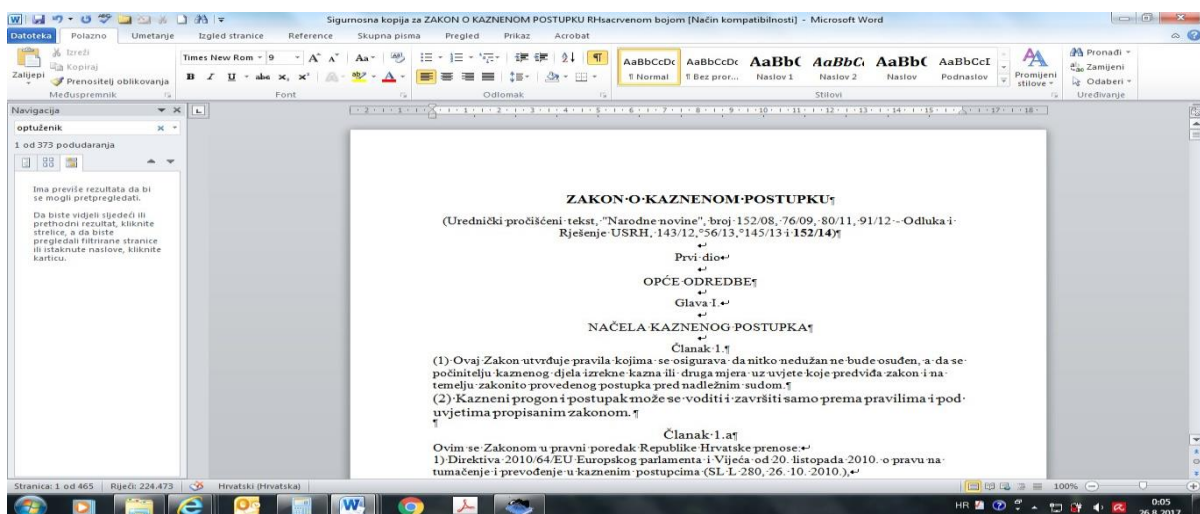 Sigurnosna kopija za ZAKON O KAZNENOM POSTUPKU RHsacrvenom bojom [Način kompatibilnosti] - Microsoft Word
Datoteka Polazno Umetanje Izgled stranice Reference Skupna pisma Pregled Prikaz Acrobat
Zalijepi
Izreži
Kopiraj
Prenositelj oblikovanja
Međuspremnik
Times New Rom 9
Font
Odlomak
AaBbCcDc AaBbCcDc AaBbC AaBbC AaBbC AaBbCcI
¶ Normal ¶ Bez pror... Naslov 1 Naslov 2 Naslov Podnaslov
Promijeni stilove
Stilovi
Pronađi
Zamijeni
Odaberi
Uređivanje
Navigacija
optuženik
1 od 373 podudaranja
Ima previše rezultata da bi
se mogli pretpregledati.
Da biste vidjeli sljedeći ili
prethodni rezultat, kliknite
strelice, a da biste
pregledali filtrirane stranice
ili istaknute naslove, kliknite
karticu.
ZAKON O KAZNENOM POSTUPKU¶
(Urednički pročišćeni tekst, "Narodne novine", broj 152/08, 76/09, 80/11, 91/12 - Odluka i
Rješenje USRH, 143/12,°56/13,°145/13 i 152/14)¶
Prvi dio
OPĆE ODREDBE¶
Glava I.
NAČELA KAZNENOG POSTUPKA¶
Članak 1.¶
(1) Ovaj Zakon utvrđuje pravila kojima se osigurava da nitko nedužan ne bude osuđen, a da se
počinitelju kaznenog djela izrekne kazna ili druga mjera uz uvjete koje predviđa zakon i na
temelju zakonito provedenog postupka pred nadležnim sudom.¶
(2) Kazneni progon i postupak može se voditi i završiti samo prema pravilima i pod
uvjetima propisanim zakonom. ¶
¶
Članak 1.a¶
Ovim se Zakonom u pravni poredak Republike Hrvatske prenose:
1) Direktiva 2010/64/EU Europskog parlamenta i Vijeća od 20. listopada 2010. o pravu na
tumačenje i prevođenje u kaznenim postupcima (SL L 280, 26. 10. 2010.),
Stranica: 1 od 465 Riječi: 224.473 Hrvatski (Hrvatska) 100%
HR 0:05
26.8.2017